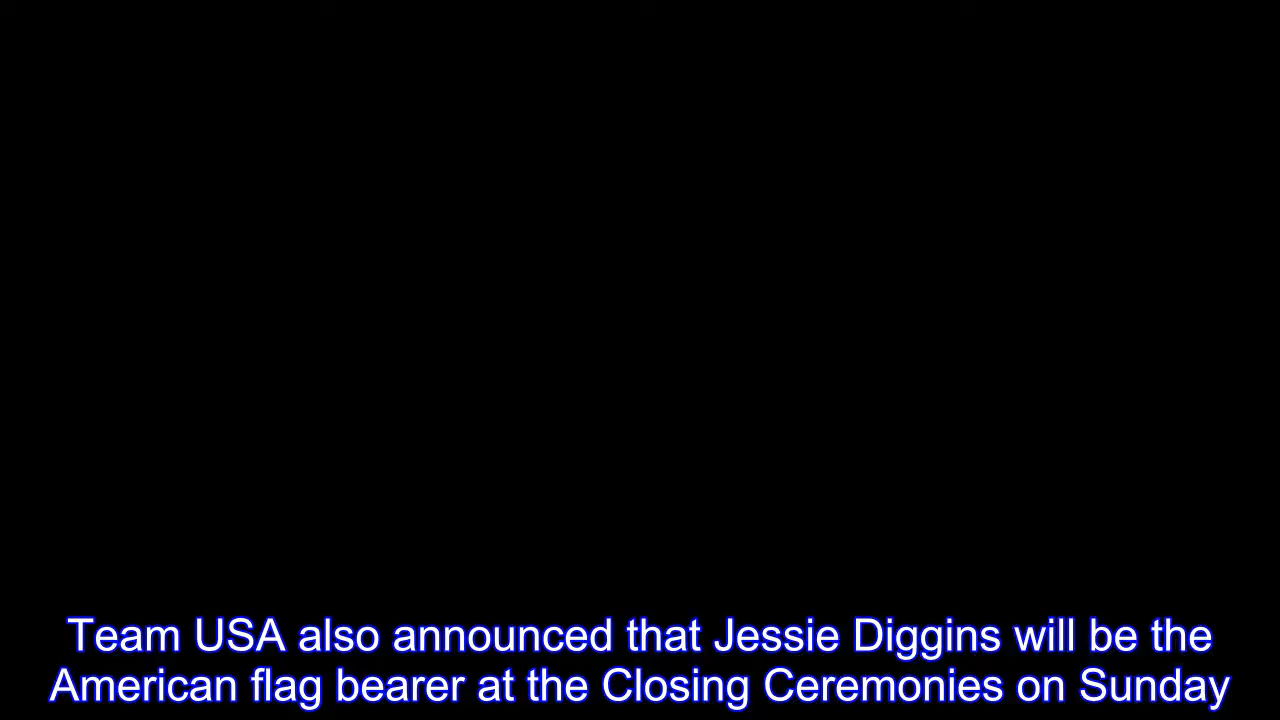 Team USA also announced that Jessie Diggins will be the
American flag bearer at the Closing Ceremonies on Sunday